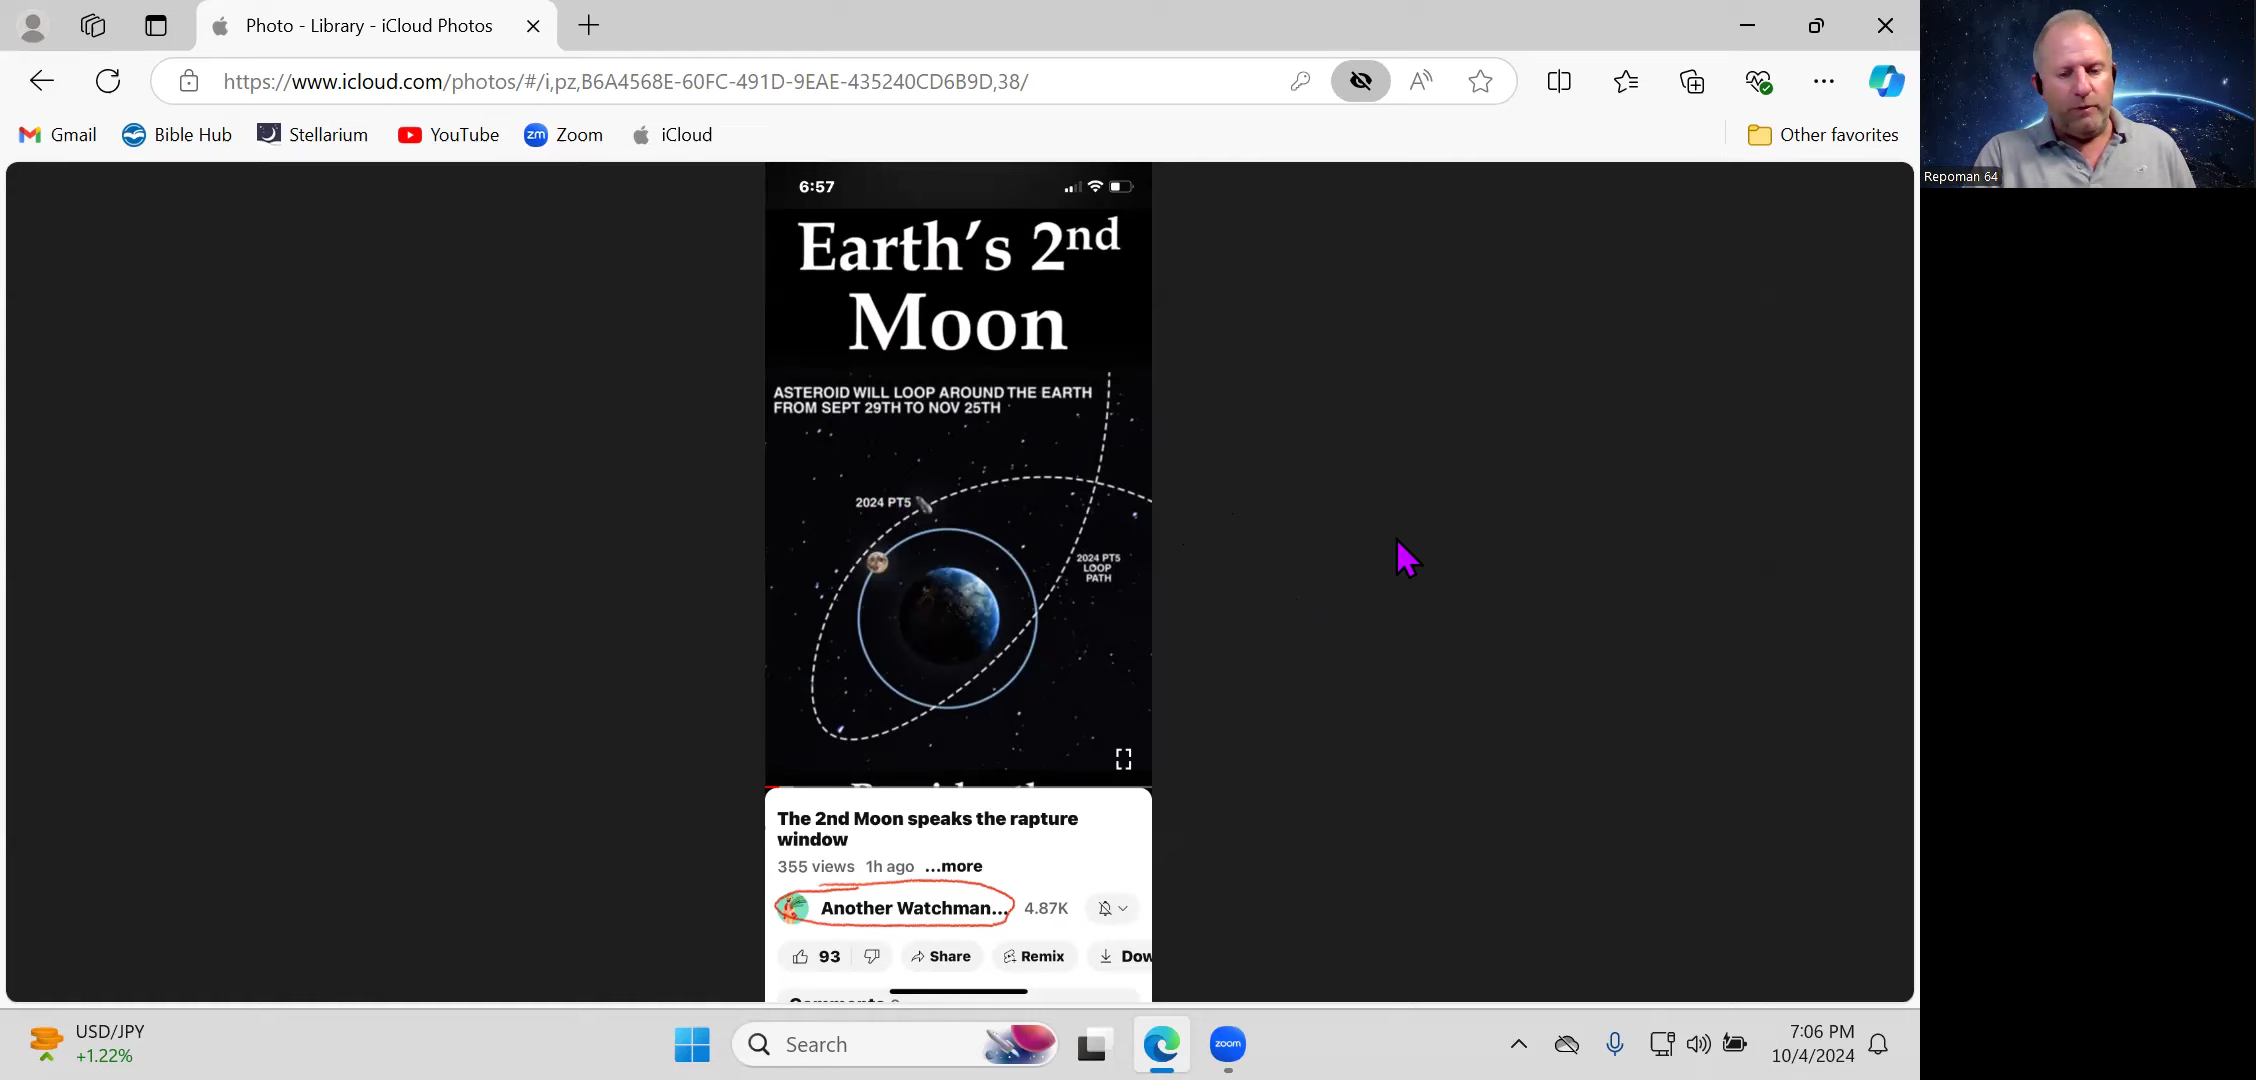 Photo - Library - iCloud Photos
https://www.icloud.com/photos/#/i,pz,B6A4568E-60FC-491D-9EAE-435240CD6B9D,38/
Gmail
Bible Hub
Stellarium
YouTube
zm Zoom
iCloud
Other favorites
Repoman 64
6:57
Earth's 2nd
Moon
ASTEROID WILL LOOP AROUND THE EARTH
FROM SEPT 29TH TO NOV 25TH
2024 PT5
2024 PT5
LOOP
PATH
The 2nd Moon speaks the rapture
window
355 views 1h ago ...more
Another Watchman... 4.87K
93 Share Remix Dow
USD/JPY
+1.22%
Search
zoom
7:06 PM
10/4/2024